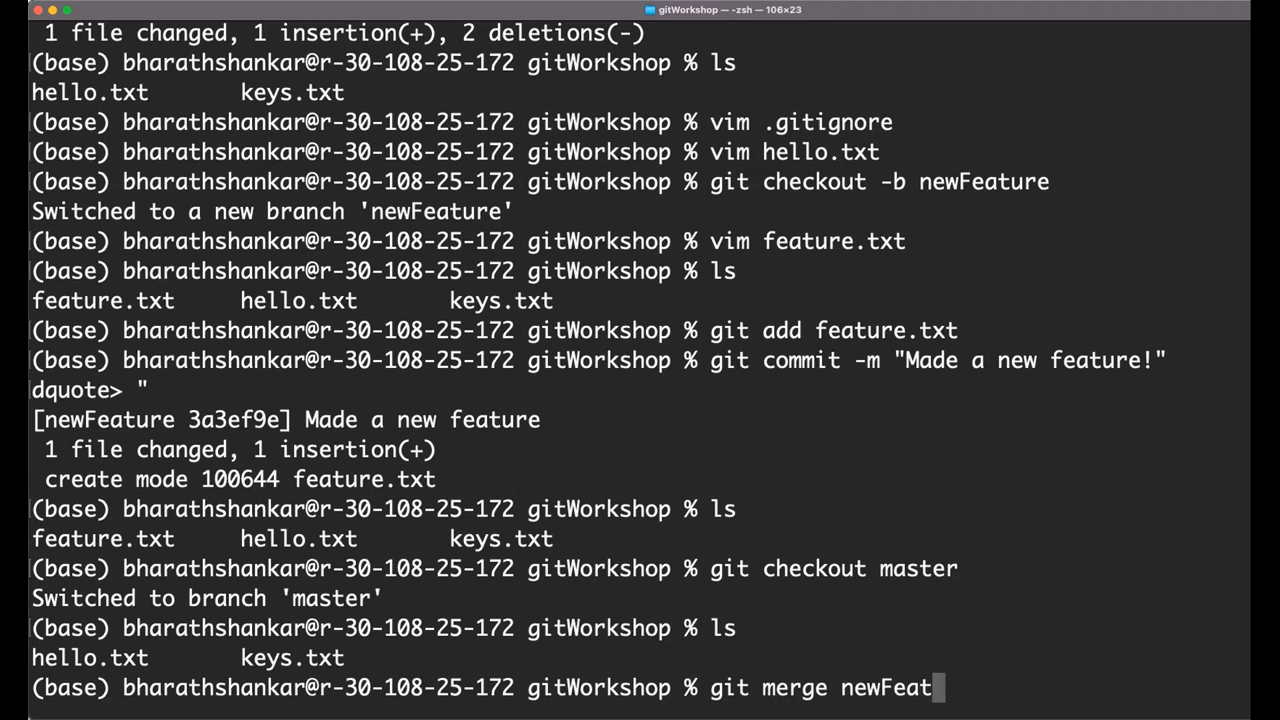 gitWorkshop — -zsh — 106×23
1 file changed, 1 insertion(+), 2 deletions(-)
(base) bharathshankar@r-30-108-25-172 gitWorkshop % ls
hello.txt keys.txt
(base) bharathshankar@r-30-108-25-172 gitWorkshop % vim .gitignore
(base) bharathshankar@r-30-108-25-172 gitWorkshop % vim hello.txt
(base) bharathshankar@r-30-108-25-172 gitWorkshop % git checkout -b newFeature
Switched to a new branch 'newFeature'
(base) bharathshankar@r-30-108-25-172 gitWorkshop % vim feature.txt
(base) bharathshankar@r-30-108-25-172 gitWorkshop % ls
feature.txt hello.txt keys.txt
(base) bharathshankar@r-30-108-25-172 gitWorkshop % git add feature.txt
(base) bharathshankar@r-30-108-25-172 gitWorkshop % git commit -m "Made a new feature!"
dquote> "
[newFeature 3a3ef9e] Made a new feature
1 file changed, 1 insertion(+)
create mode 100644 feature.txt
(base) bharathshankar@r-30-108-25-172 gitWorkshop % ls
feature.txt hello.txt keys.txt
(base) bharathshankar@r-30-108-25-172 gitWorkshop % git checkout master
Switched to branch 'master'
(base) bharathshankar@r-30-108-25-172 gitWorkshop % ls
hello.txt keys.txt
(base) bharathshankar@r-30-108-25-172 gitWorkshop % git merge newFeat